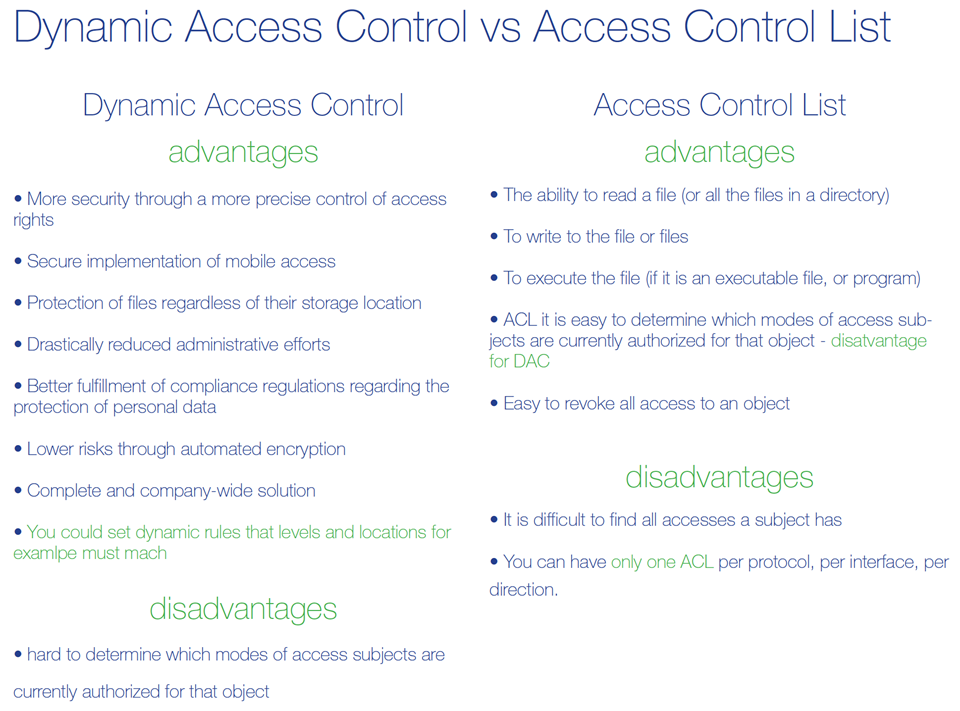 Dynamic Access Control vs Access Control List
Dynamic Access Control
advantages
• More security through a more precise control of access
rights
• Secure implementation of mobile access
• Protection of files regardless of their storage location
• Drastically reduced administrative efforts
• Better fulfillment of compliance regulations regarding the
protection of personal data
• Lower risks through automated encryption
• Complete and company-wide solution
• You could set dynamic rules that levels and locations for
examlpe must mach
disadvantages
• hard to determine which modes of access subjects are
currently authorized for that object
Access Control List
advantages
• The ability to read a file (or all the files in a directory)
• To write to the file or files
• To execute the file (if it is an executable file, or program)
• ACL it is easy to determine which modes of access sub-
jects are currently authorized for that object - disatvantage
for DAC
• Easy to revoke all access to an object
disadvantages
• It is difficult to find all accesses a subject has
• You can have only one ACL per protocol, per interface, per
direction.